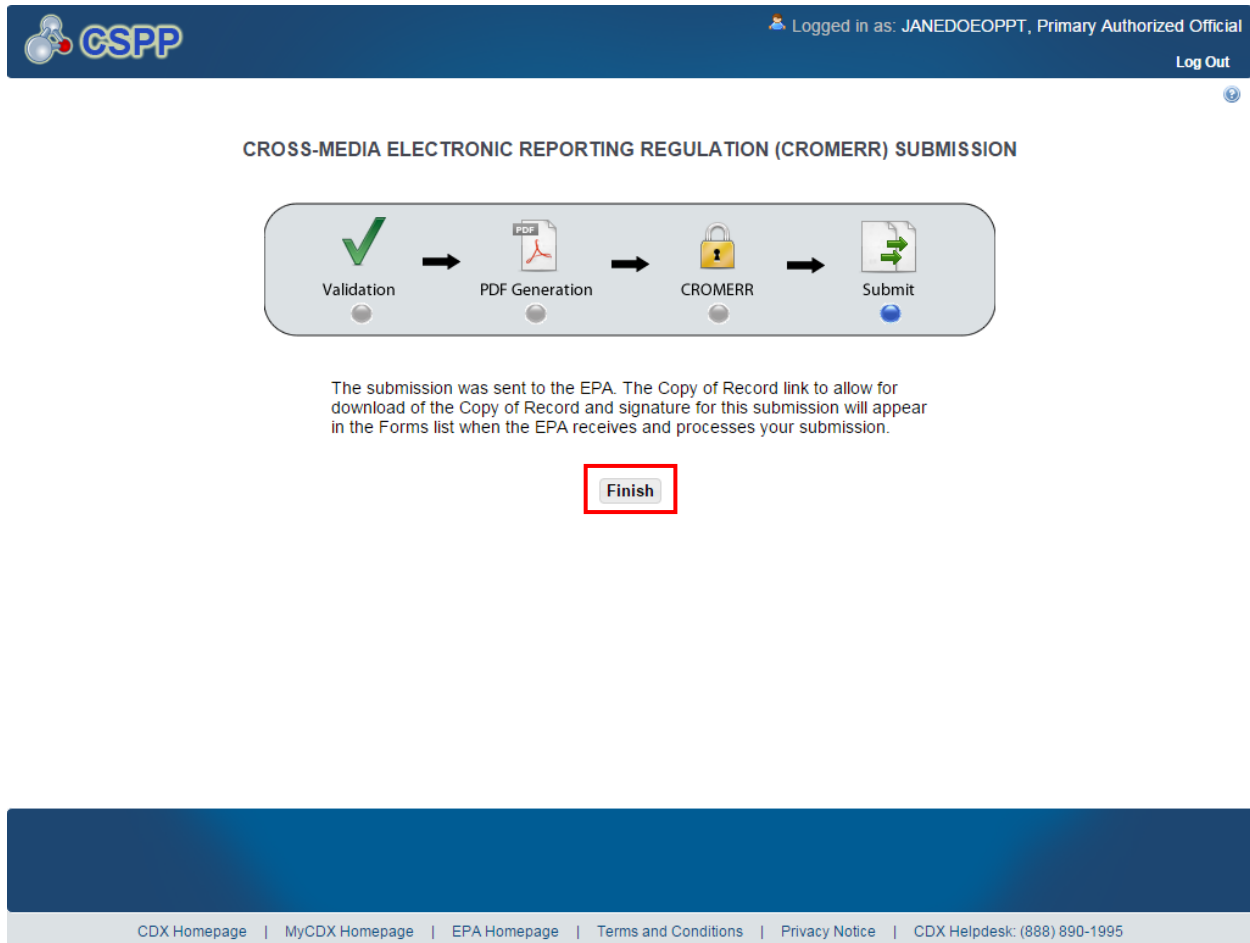 CSPP
Logged in as: JANEDOEOPPT, Primary Authorized Official
Log Out
CROSS-MEDIA ELECTRONIC REPORTING REGULATION (CROMERR) SUBMISSION
PDF
Validation PDF Generation CROMERR Submit
The submission was sent to the EPA. The Copy of Record link to allow for
download of the Copy of Record and signature for this submission will appear
in the Forms list when the EPA receives and processes your submission.
Finish
CDX Homepage | MyCDX Homepage | EPA Homepage | Terms and Conditions | Privacy Notice | CDX Helpdesk: (888) 890-1995